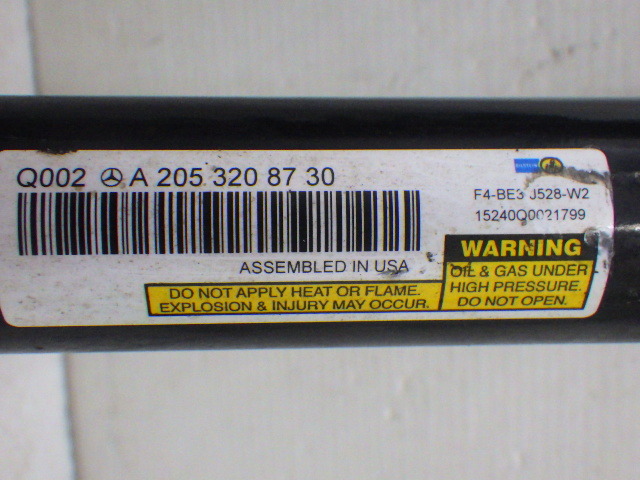 Q002 A 205 320 87 30
BILSTEIN
F4-BE3 J528-W2
15240Q0021799
ASSEMBLED IN USA
WARNING
OIL & GAS UNDER
HIGH PRESSURE.
DO NOT OPEN.
DO NOT APPLY HEAT OR FLAME.
EXPLOSION & INJURY MAY OCCUR.